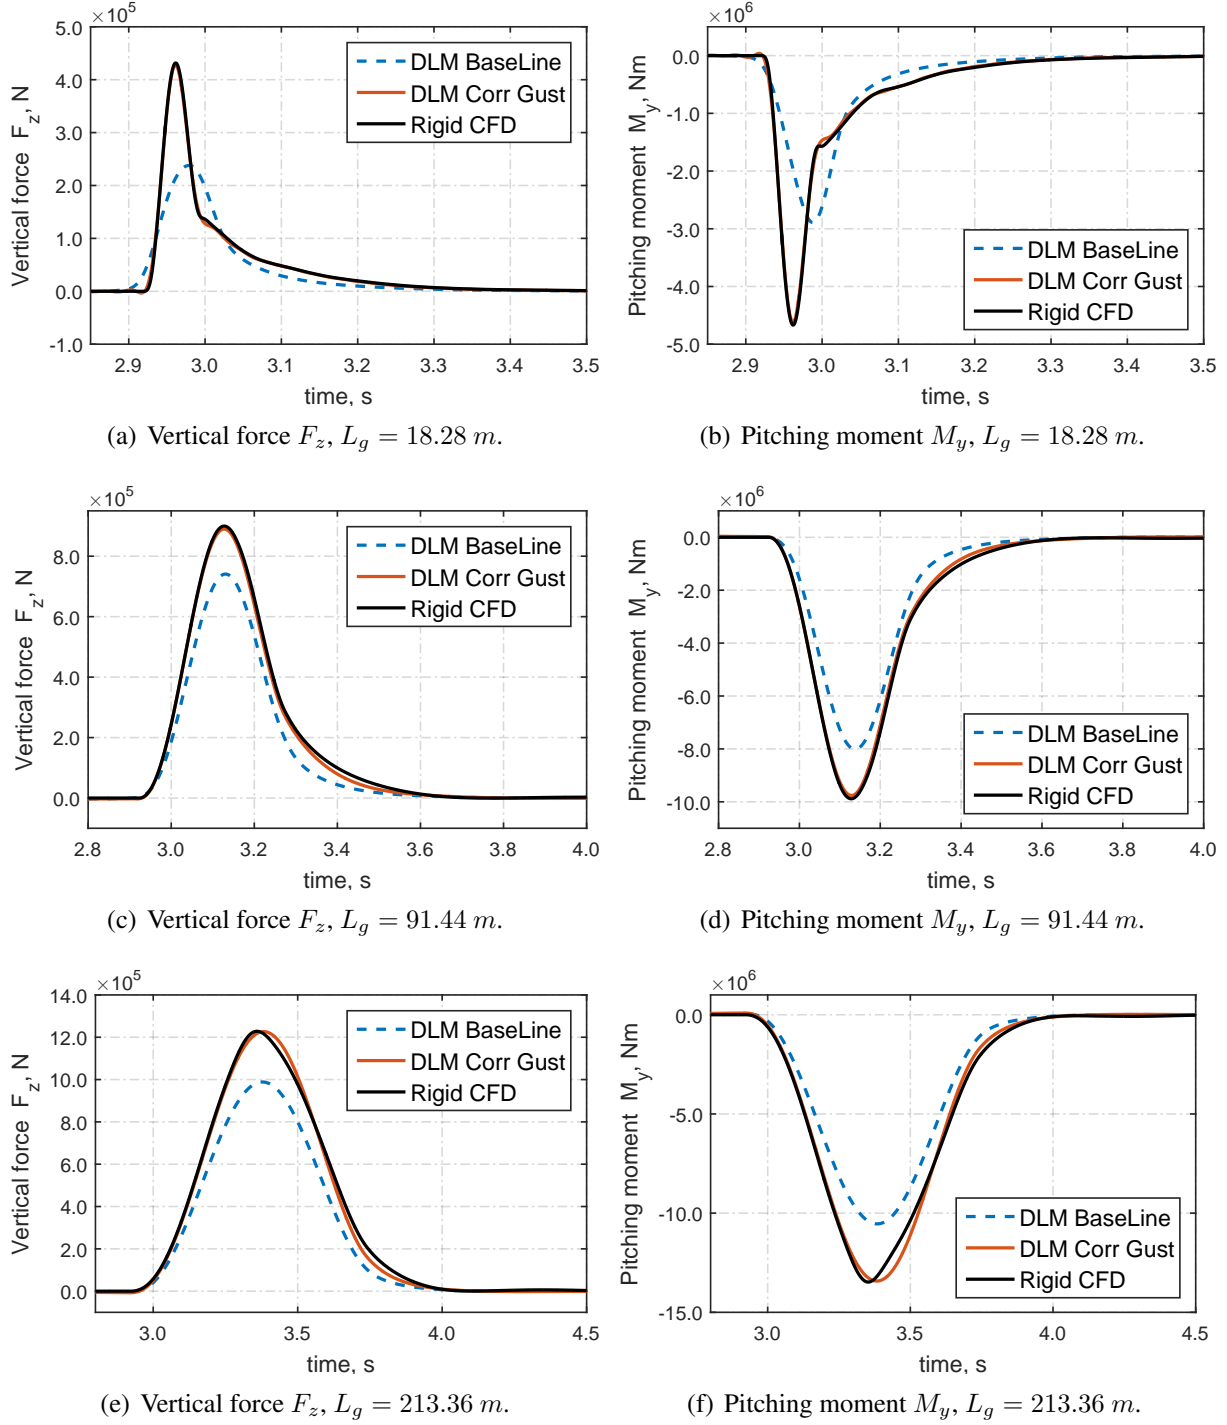 ×10^5
5.0
4.0
3.0
2.0
1.0
0.0
-1.0
Vertical force F_z, N
DLM BaseLine
DLM Corr Gust
Rigid CFD
2.9 3.0 3.1 3.2 3.3 3.4 3.5
time, s
(a) Vertical force F_z, L_g = 18.28 m.
×10^6
0.0
-1.0
-2.0
-3.0
-4.0
-5.0
Pitching moment M_y, Nm
DLM BaseLine
DLM Corr Gust
Rigid CFD
2.9 3.0 3.1 3.2 3.3 3.4 3.5
time, s
(b) Pitching moment M_y, L_g = 18.28 m.
×10^5
8.0
6.0
4.0
2.0
0.0
Vertical force F_z, N
DLM BaseLine
DLM Corr Gust
Rigid CFD
2.8 3.0 3.2 3.4 3.6 3.8 4.0
time, s
(c) Vertical force F_z, L_g = 91.44 m.
×10^6
0.0
-2.0
-4.0
-6.0
-8.0
-10.0
Pitching moment M_y, Nm
DLM BaseLine
DLM Corr Gust
Rigid CFD
2.8 3.0 3.2 3.4 3.6 3.8 4.0
time, s
(d) Pitching moment M_y, L_g = 91.44 m.
×10^5
14.0
12.0
10.0
8.0
6.0
4.0
2.0
0.0
Vertical force F_z, N
DLM BaseLine
DLM Corr Gust
Rigid CFD
3.0 3.5 4.0 4.5
time, s
(e) Vertical force F_z, L_g = 213.36 m.
×10^6
0.0
-5.0
-10.0
-15.0
Pitching moment M_y, Nm
DLM BaseLine
DLM Corr Gust
Rigid CFD
3.0 3.5 4.0 4.5
time, s
(f) Pitching moment M_y, L_g = 213.36 m.